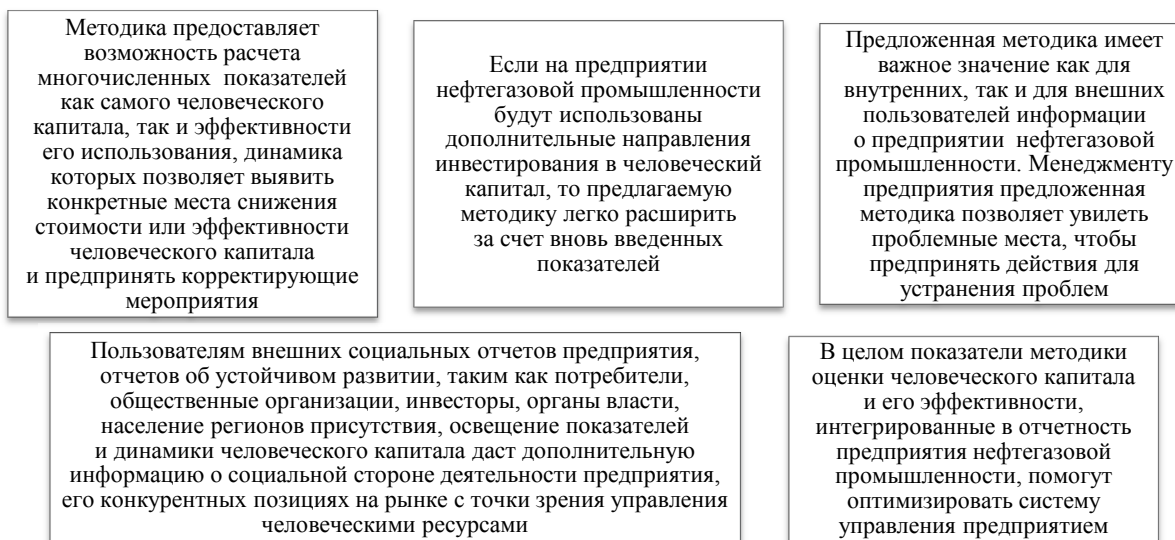 Методика предоставляет
возможность расчета
многочисленных показателей
как самого человеческого
капитала, так и эффективности
его использования, динамика
которых позволяет выявить
конкретные места снижения
стоимости или эффективности
человеческого капитала
и предпринять корректирующие
мероприятия
Если на предприятии
нефтегазовой промышленности
будут использованы
дополнительные направления
инвестирования в человеческий
капитал, то предлагаемую
методику легко расширить
за счет вновь введенных
показателей
Предложенная методика имеет
важное значение как для
внутренних, так и для внешних
пользователей информации
о предприятии нефтегазовой
промышленности. Менеджменту
предприятия предложенная
методика позволяет увилеть
проблемные места, чтобы
предпринять действия для
устранения проблем
Пользователям внешних социальных отчетов предприятия,
отчетов об устойчивом развитии, таким как потребители,
общественные организации, инвесторы, органы власти,
население регионов присутствия, освещение показателей
и динамики человеческого капитала даст дополнительную
информацию о социальной стороне деятельности предприятия,
его конкурентных позициях на рынке с точки зрения управления
человеческими ресурсами
В целом показатели методики
оценки человеческого капитала
и его эффективности,
интегрированные в отчетность
предприятия нефтегазовой
промышленности, помогут
оптимизировать систему
управления предприятием